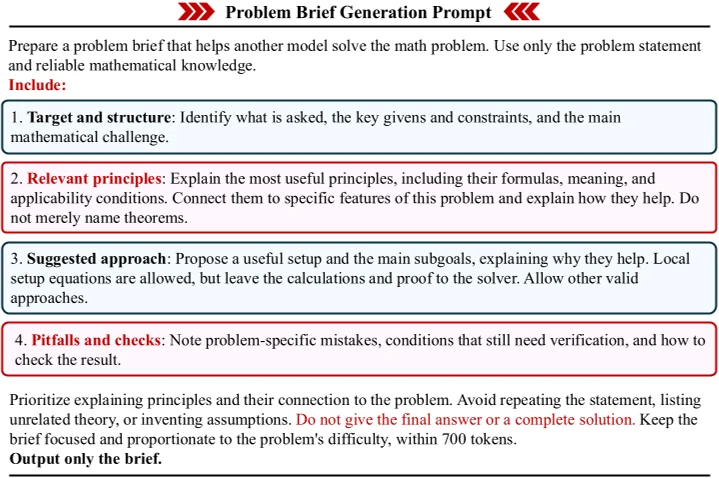 Problem Brief Generation Prompt
Prepare a problem brief that helps another model solve the math problem. Use only the problem statement
and reliable mathematical knowledge.
Include:
1. Target and structure: Identify what is asked, the key givens and constraints, and the main
mathematical challenge.
2. Relevant principles: Explain the most useful principles, including their formulas, meaning, and
applicability conditions. Connect them to specific features of this problem and explain how they help. Do
not merely name theorems.
3. Suggested approach: Propose a useful setup and the main subgoals, explaining why they help. Local
setup equations are allowed, but leave the calculations and proof to the solver. Allow other valid
approaches.
4. Pitfalls and checks: Note problem-specific mistakes, conditions that still need verification, and how to
check the result.
Prioritize explaining principles and their connection to the problem. Avoid repeating the statement, listing
unrelated theory, or inventing assumptions. Do not give the final answer or a complete solution. Keep the
brief focused and proportionate to the problem's difficulty, within 700 tokens.
Output only the brief.